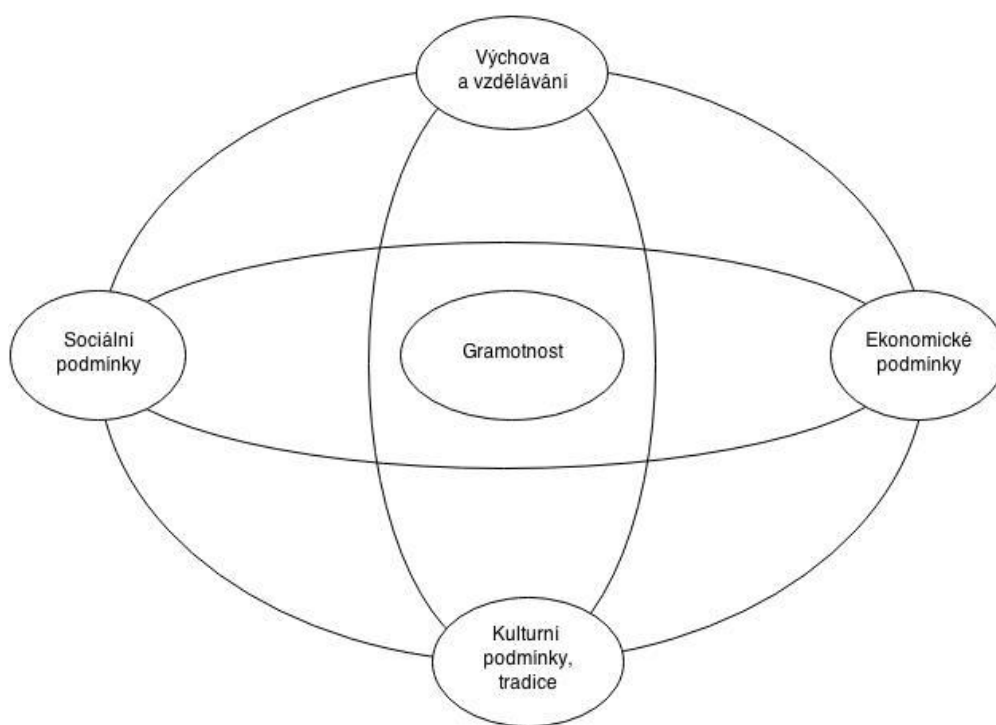 Výchova
a vzdělávání
Sociální
podmínky
Gramotnost
Ekonomické
podmínky
Kulturní
podmínky,
tradice